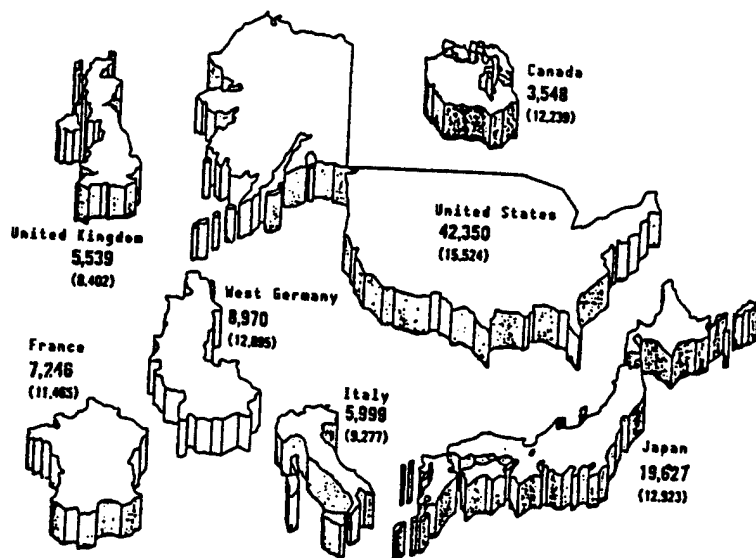 Canada
3,548
(12,239)
United States
42,350
(15,524)
United Kingdom
5,539
(8,402)
West Germany
8,970
(12,895)
France
7,246
(11,465)
Italy
5,999
(9,277)
Japan
19,627
(12,923)